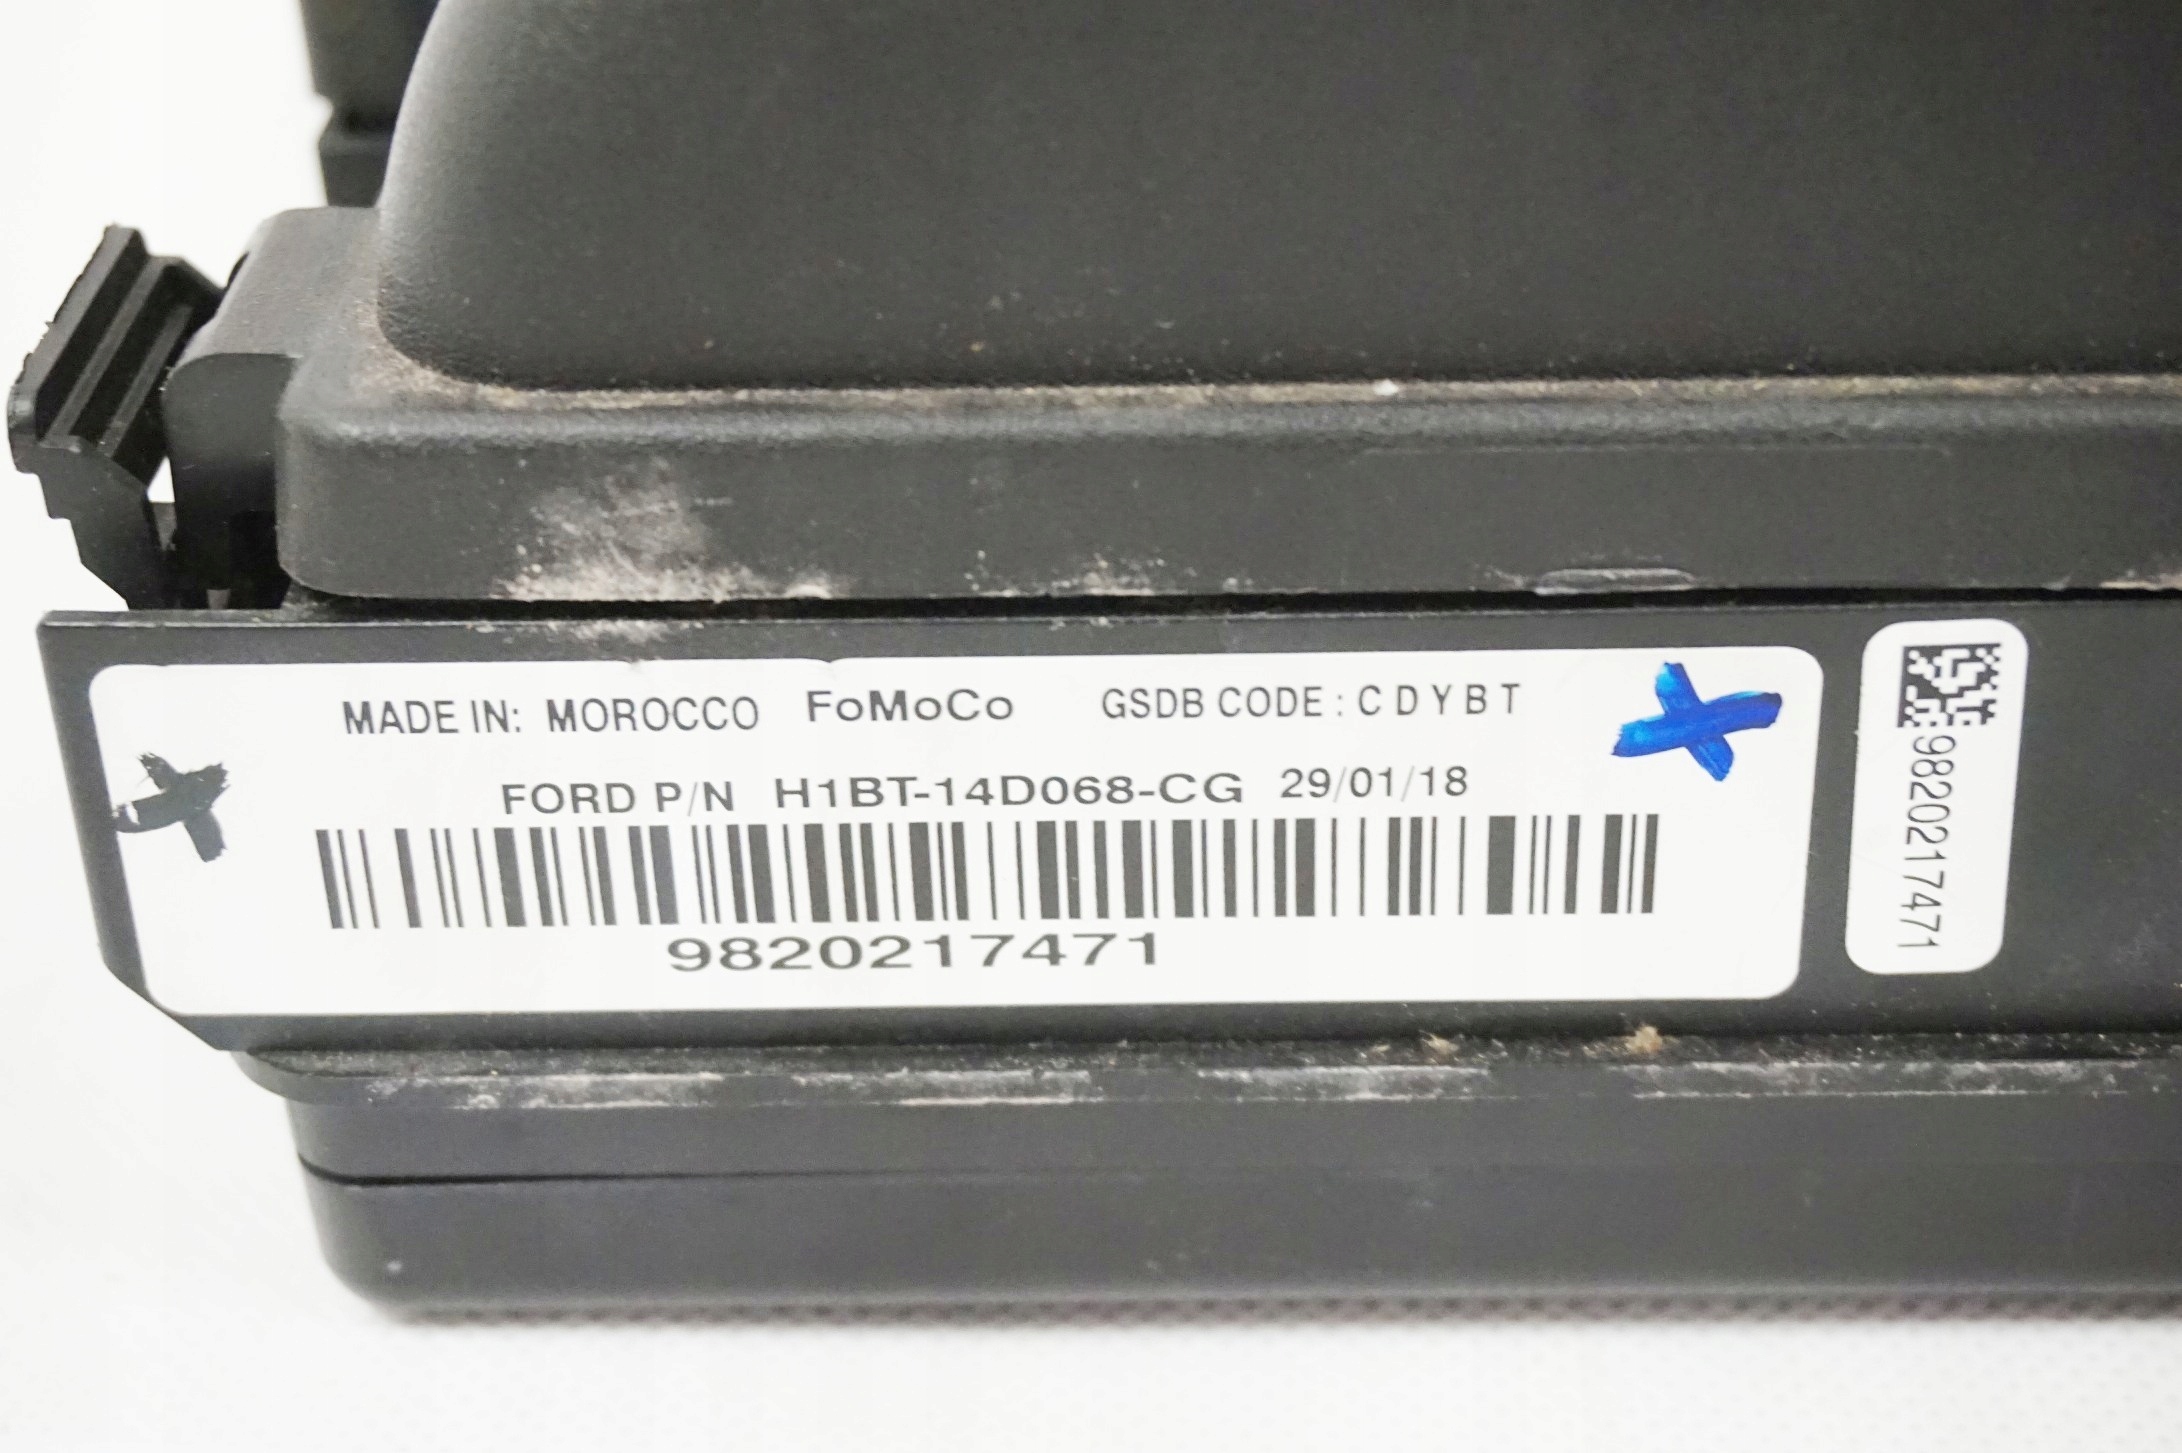 MADE IN: MOROCCO FoMoCo GSDB CODE : C D Y B T
FORD P/N H1BT-14D068-CG 29/01/18
9820217471
9820217471